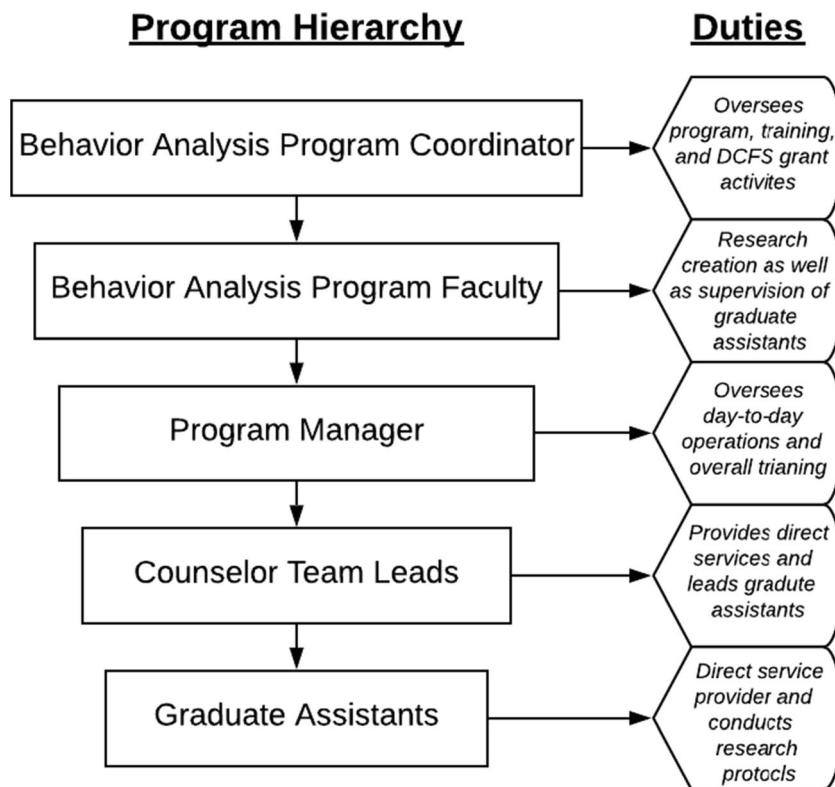 Program Hierarchy
Duties
Behavior Analysis Program Coordinator
Oversees
program, training,
and DCFS grant
activites
Behavior Analysis Program Faculty
Research
creation as well
as supervision of
graduate
assistants
Program Manager
Oversees
day-to-day
operations and
overall trianing
Counselor Team Leads
Provides direct
services and
leads gradute
assistants
Graduate Assistants
Direct service
provider and
conducts
research
protocls